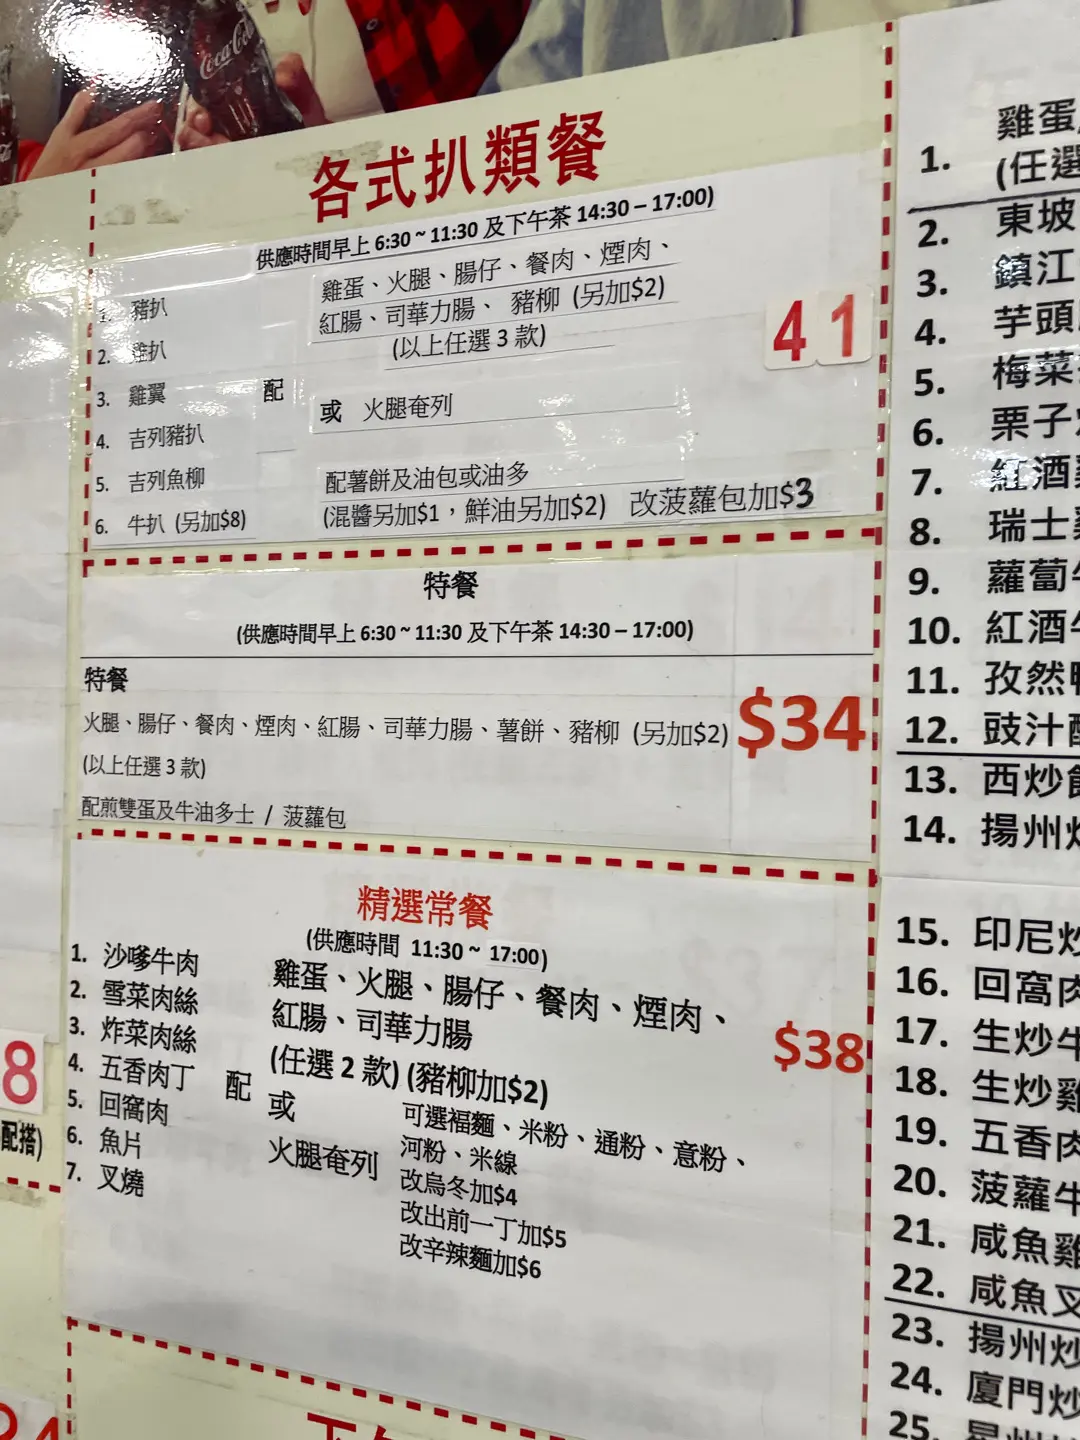 Coca-Cola
各式扒類餐
供應時間早上 6:30 ~ 11:30 及下午茶 14:30 – 17:00)
1. 豬扒
2. 雞扒
3. 雞翼
4. 吉列豬扒
5. 吉列魚柳
6. 牛扒 (另加$8)
配
雞蛋、火腿、腸仔、餐肉、煙肉、
紅腸、司華力腸、 豬柳 (另加$2)
(以上任選 3 款)
或 火腿奄列
配薯餅及油包或油多
(混醬另加$1，鮮油另加$2) 改菠蘿包加$3
41
特餐
(供應時間早上 6:30 ~ 11:30 及下午茶 14:30 – 17:00)
特餐
火腿、腸仔、餐肉、煙肉、紅腸、司華力腸、薯餅、豬柳 (另加$2)
(以上任選 3 款)
配煎雙蛋及牛油多士 / 菠蘿包
$34
精選常餐
(供應時間 11:30 ~ 17:00)
1. 沙嗲牛肉
2. 雪菜肉絲
3. 炸菜肉絲
4. 五香肉丁
5. 回窩肉
6. 魚片
7. 叉燒
配
雞蛋、火腿、腸仔、餐肉、煙肉、
紅腸、司華力腸
(任選 2 款) (豬柳加$2)
或
火腿奄列
可選福麵、米粉、通粉、意粉、
河粉、米線
改烏冬加$4
改出前一丁加$5
改辛辣麵加$6
$38
8
配搭)
1. 雞蛋
(任選
2. 東坡
3. 鎮江
4. 芋頭
5. 梅菜
6. 栗子
7. 紅酒
8. 瑞士
9. 蘿蔔
10. 紅酒牛
11. 孜然
12. 豉汁
13. 西炒
14. 揚州
15. 印尼炒
16. 回窩肉
17. 生炒牛
18. 生炒雞
19. 五香肉
20. 菠蘿牛
21. 咸魚雞
22. 咸魚叉
23. 揚州炒
24. 廈門炒
25.